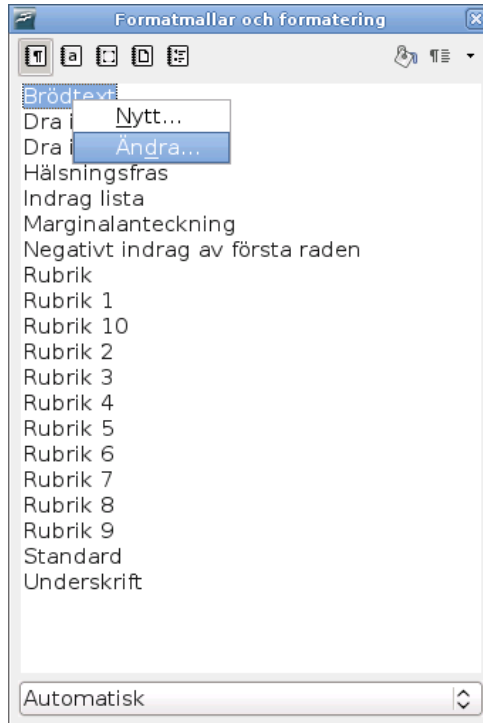 Formatmallar och formatering
Brödtext
Nytt...
Dra i
Ändra...
Dra i
Hälsningsfras
Indrag lista
Marginalanteckning
Negativt indrag av första raden
Rubrik
Rubrik 1
Rubrik 10
Rubrik 2
Rubrik 3
Rubrik 4
Rubrik 5
Rubrik 6
Rubrik 7
Rubrik 8
Rubrik 9
Standard
Underskrift
Automatisk